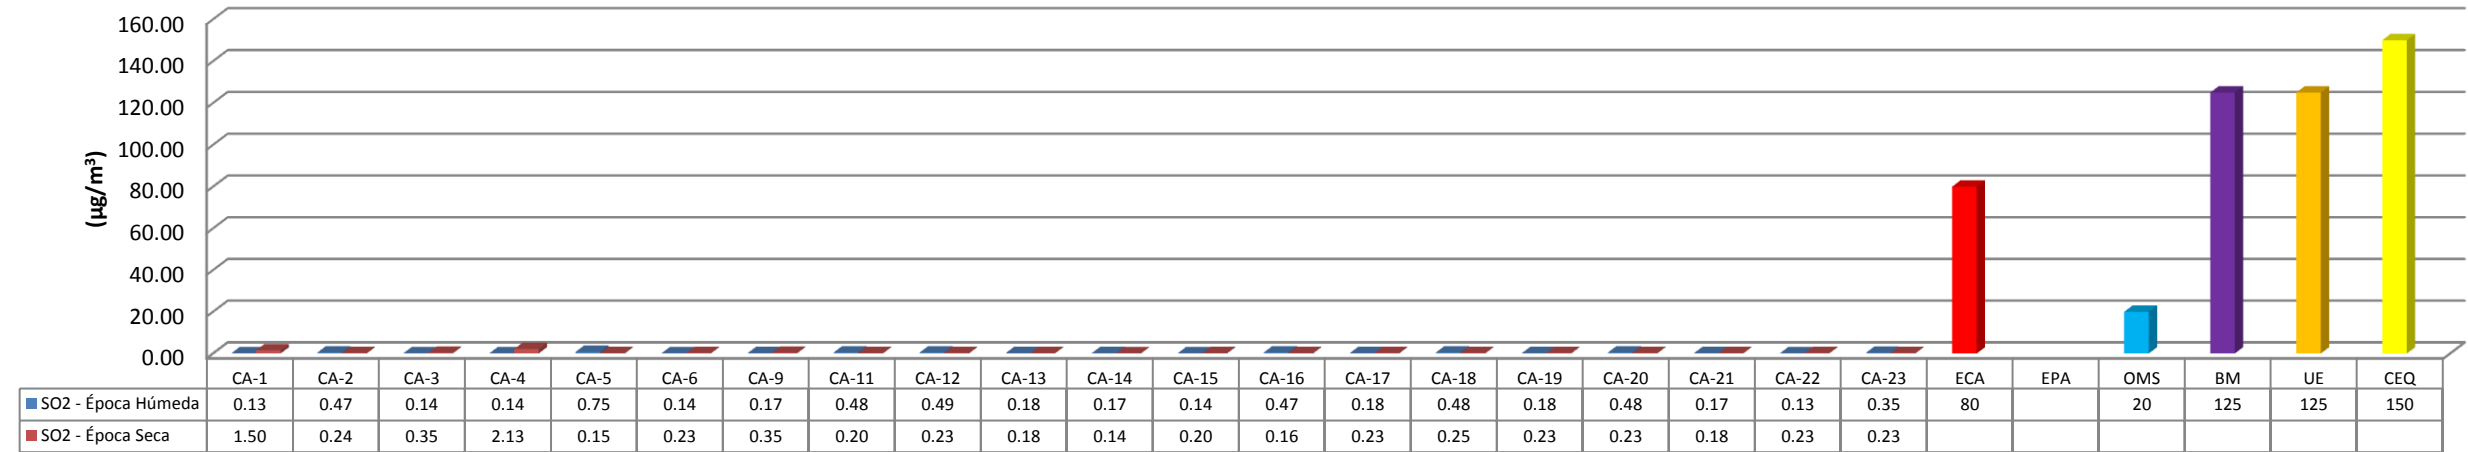 160.00
140.00
120.00
100.00
80.00
60.00
40.00
20.00
0.00
(µg/m³)
CA-1 CA-2 CA-3 CA-4 CA-5 CA-6 CA-9 CA-11 CA-12 CA-13 CA-14 CA-15 CA-16 CA-17 CA-18 CA-19 CA-20 CA-21 CA-22 CA-23 ECA EPA OMS BM UE CEQ
SO2 - Época Húmeda 0.13 0.47 0.14 0.14 0.75 0.14 0.17 0.48 0.49 0.18 0.17 0.14 0.47 0.18 0.48 0.18 0.48 0.17 0.13 0.35 80 20 125 125 150
SO2 - Época Seca 1.50 0.24 0.35 2.13 0.15 0.23 0.35 0.20 0.23 0.18 0.14 0.20 0.16 0.23 0.25 0.23 0.23 0.18 0.23 0.23